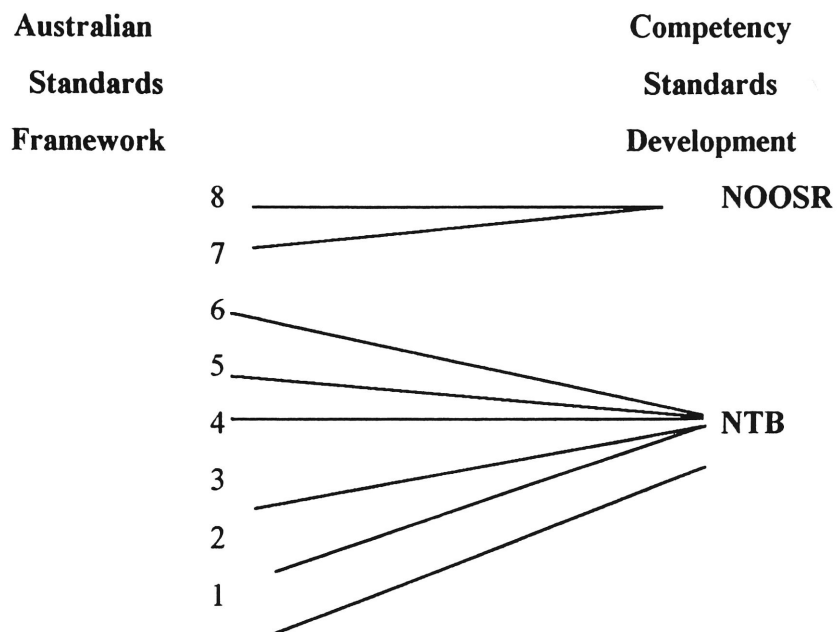 Australian Competency
Standards Standards
Framework Development
8 NOOSR
7
6
5
4 NTB
3
2
1